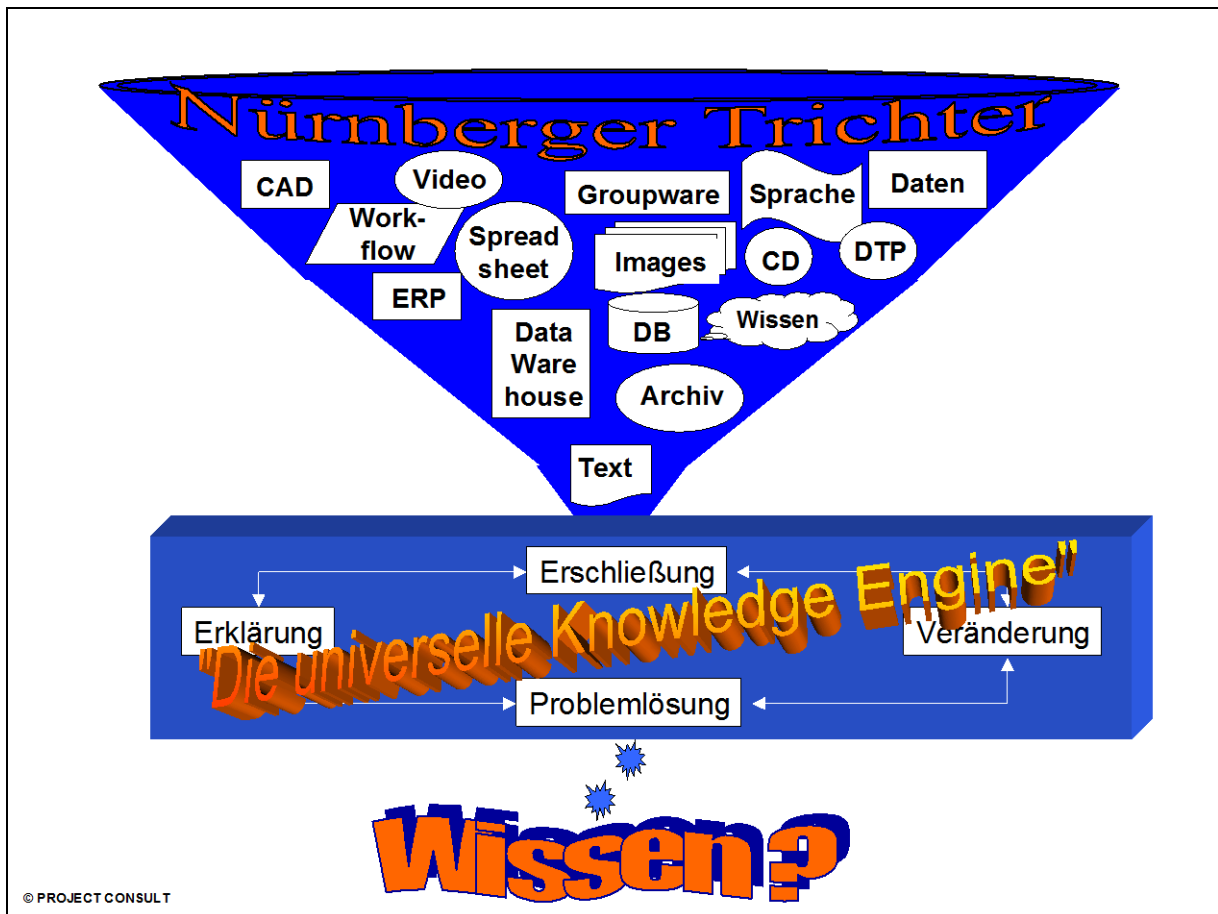 Nürnberger Trichter
CAD
Video
Groupware
Sprache
Daten
Work-
flow
Spread
sheet
Images
CD
DTP
ERP
Data
Ware
house
DB
Wissen
Archiv
Text
Erschließung
"Die universelle Knowledge Engine"
Erklärung
Veränderung
Problemlösung
Wissen?
© PROJECT CONSULT